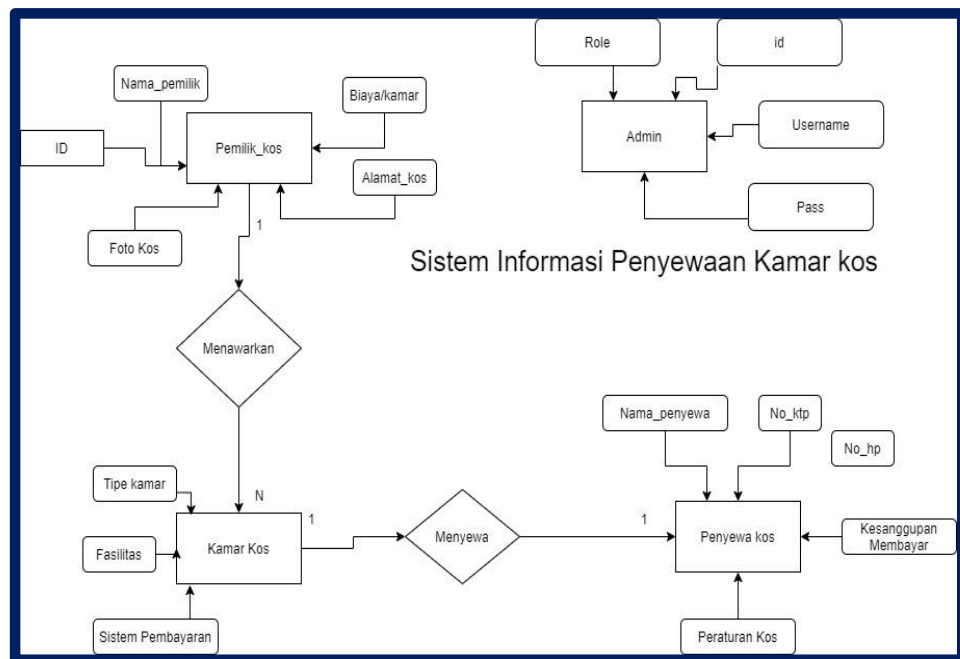 Role
id
Nama_pemilik
Biaya/kamar
Username
Admin
ID
Pemilik_kos
Alamat_kos
Pass
1
Foto Kos
Sistem Informasi Penyewaan Kamar kos
Menawarkan
Nama_penyewa
No_ktp
No_hp
Tipe kamar
N
1
1
Kamar Kos
Menyewa
Penyewa kos
Kesanggupan
Membayar
Fasilitas
Sistem Pembayaran
Peraturan Kos